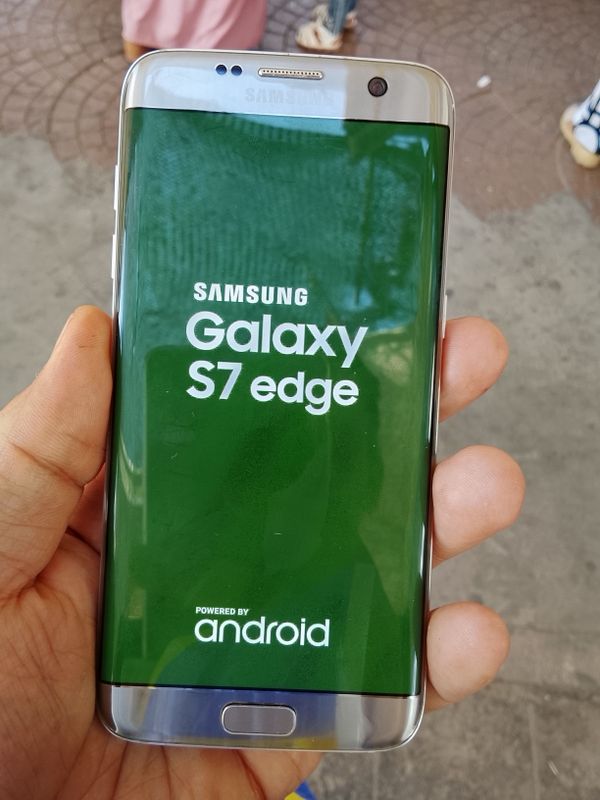 SAMSUNG
SAMSUNG
Galaxy
S7 edge
POWERED BY
android